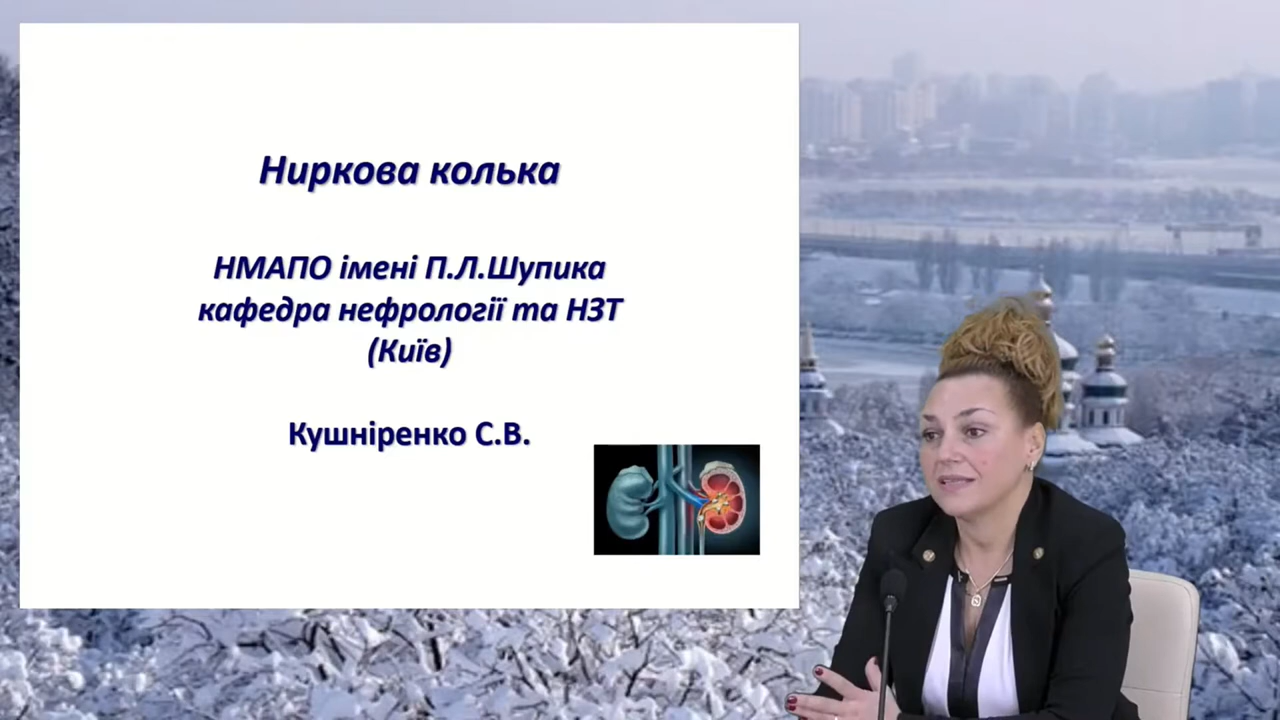 Ниркова колька
НМАПО імені П.Л.Шупика
кафедра нефрології та НЗТ
(Київ)
Кушніренко С.В.